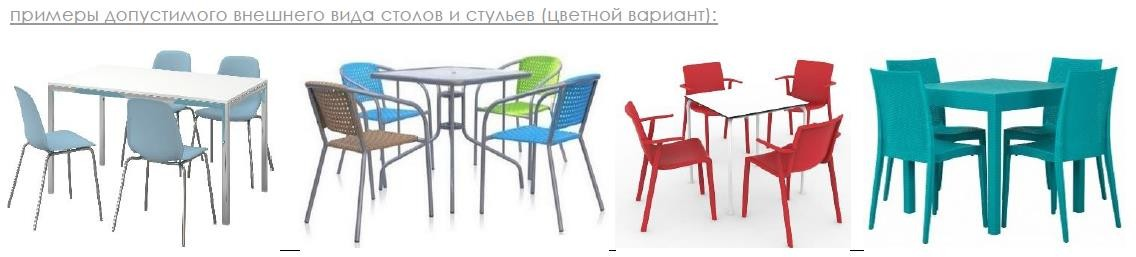 примеры допустимого внешнего вида столов и стульев (цветной вариант):